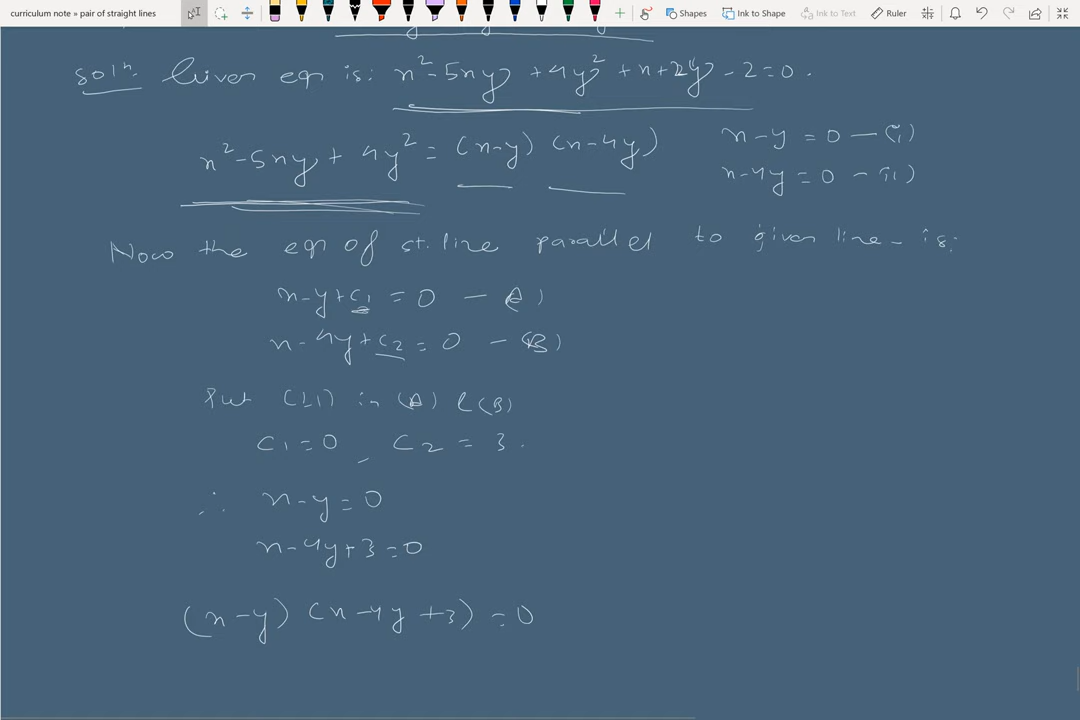 curriculum note » pair of straight lines
Shapes Ink to Shape Ink to Text Ruler
Solⁿ. Given eqn is: x²-5xy+4y²+x+2y-2=0.
x²-5xy+4y²=(x-y) (x-4y)
x-y=0-(i)
x-4y=0-ii)
Now the eqn of st. line parallel to given line- is:
x-y+c₁=0 - (A)
x-4y+c₂=0 - (B)
Put (1,1) in (A) & (B)
C₁=0, C₂=3.
∴ x-y=0
x-4y+3=0
(x-y) (x-4y+3)=0